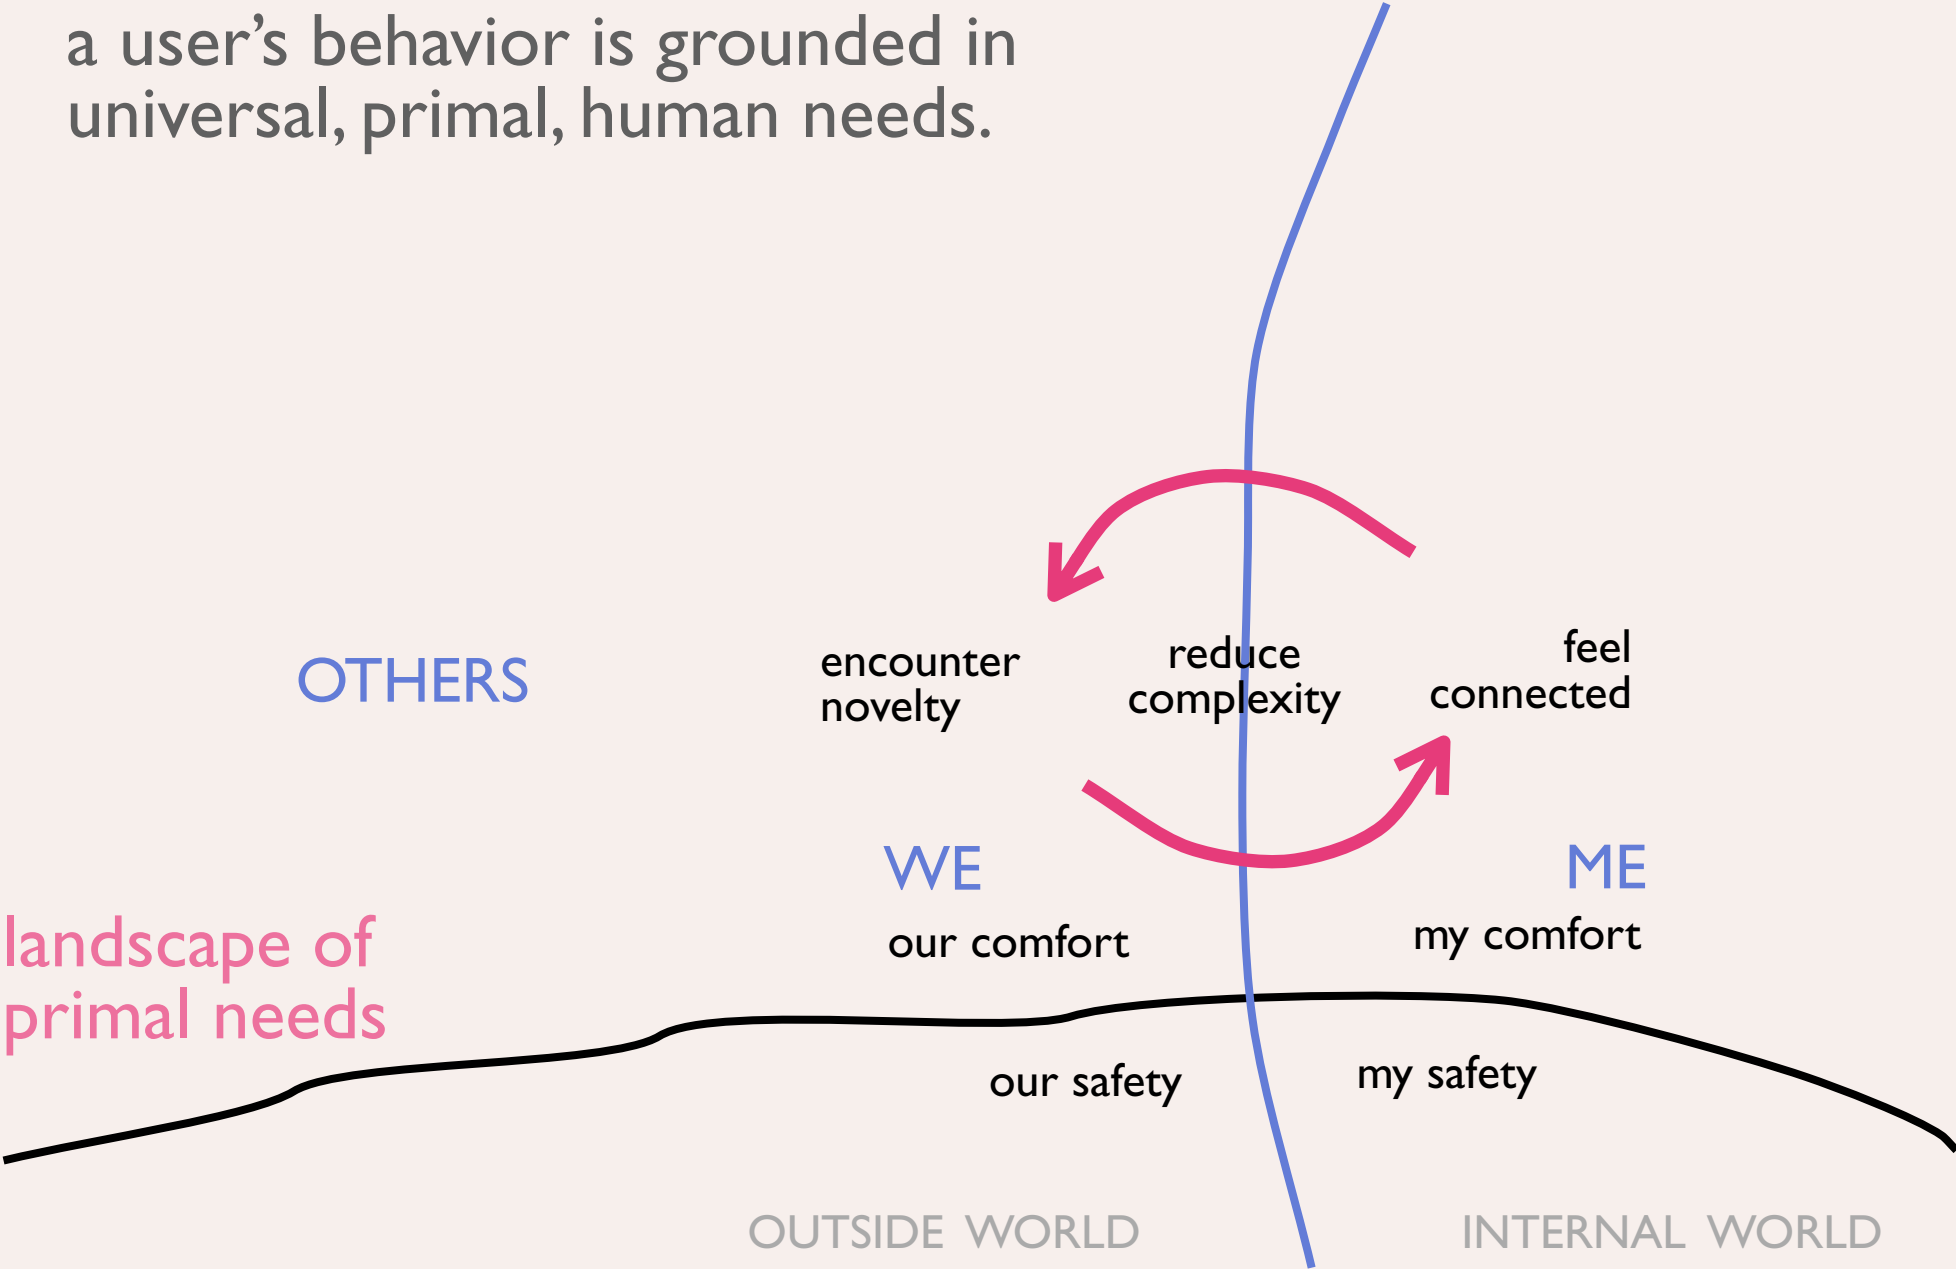 a user’s behavior is grounded in
universal, primal, human needs.
OTHERS
encounter
novelty
reduce
complexity
feel
connected
WE
our comfort
ME
my comfort
landscape of
primal needs
our safety
my safety
OUTSIDE WORLD
INTERNAL WORLD